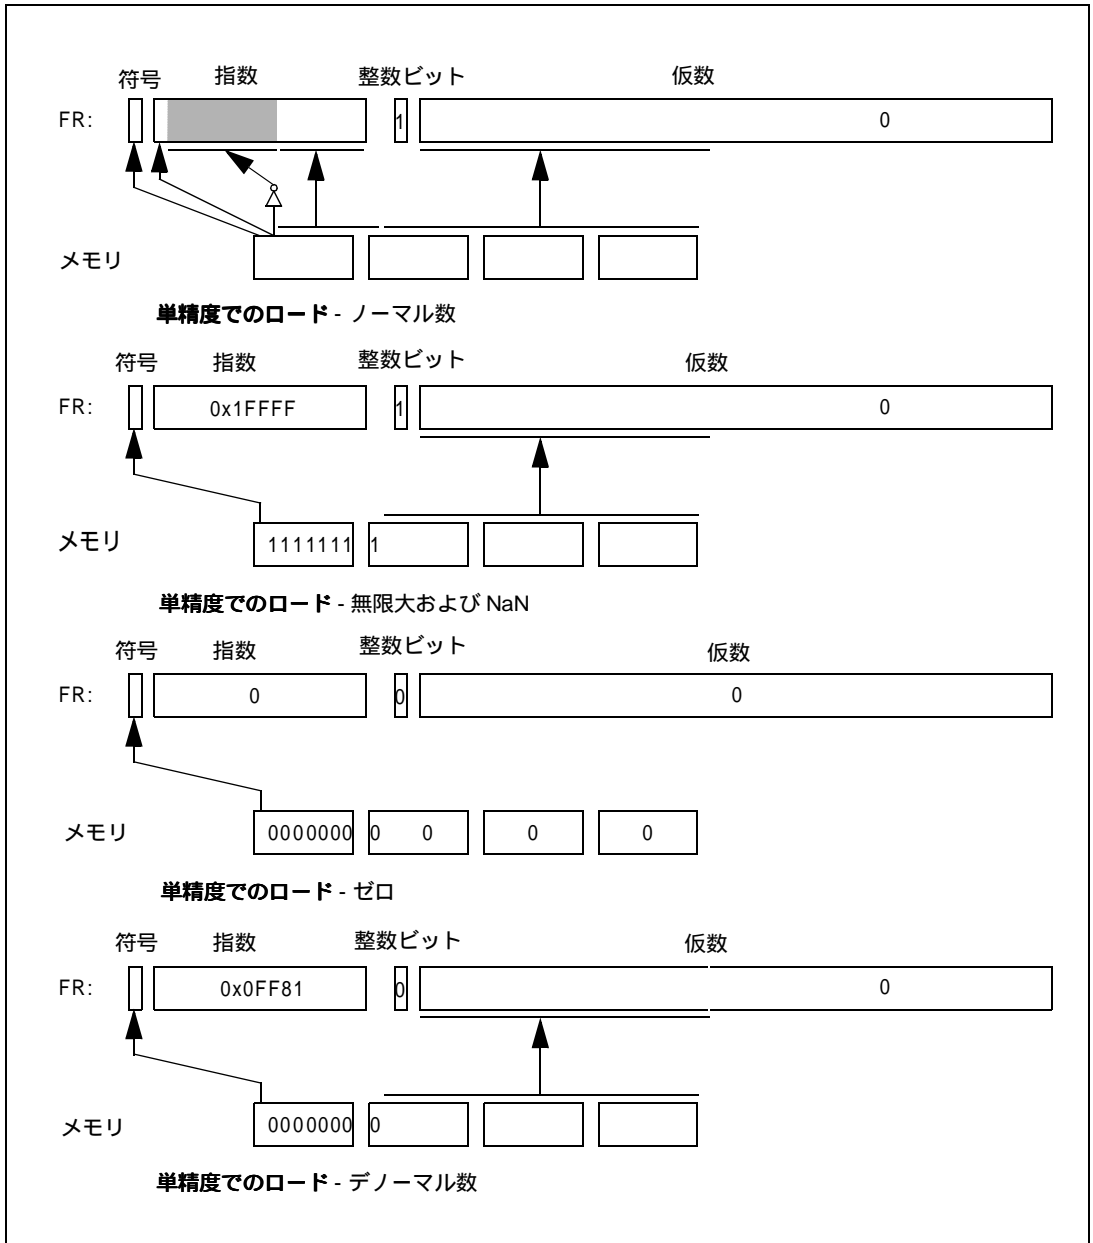 符号 指数 整数ビット 仮数
FR: 1 0
メモリ
単精度でのロード - ノーマル数
符号 指数 整数ビット 仮数
FR: 0x1FFFF 1 0
メモリ 1111111 1
単精度でのロード - 無限大および NaN
符号 指数 整数ビット 仮数
FR: 0 0 0
メモリ 0000000 0 0 0 0
単精度でのロード - ゼロ
符号 指数 整数ビット 仮数
FR: 0x0FF81 0 0
メモリ 0000000 0
単精度でのロード - デノーマル数